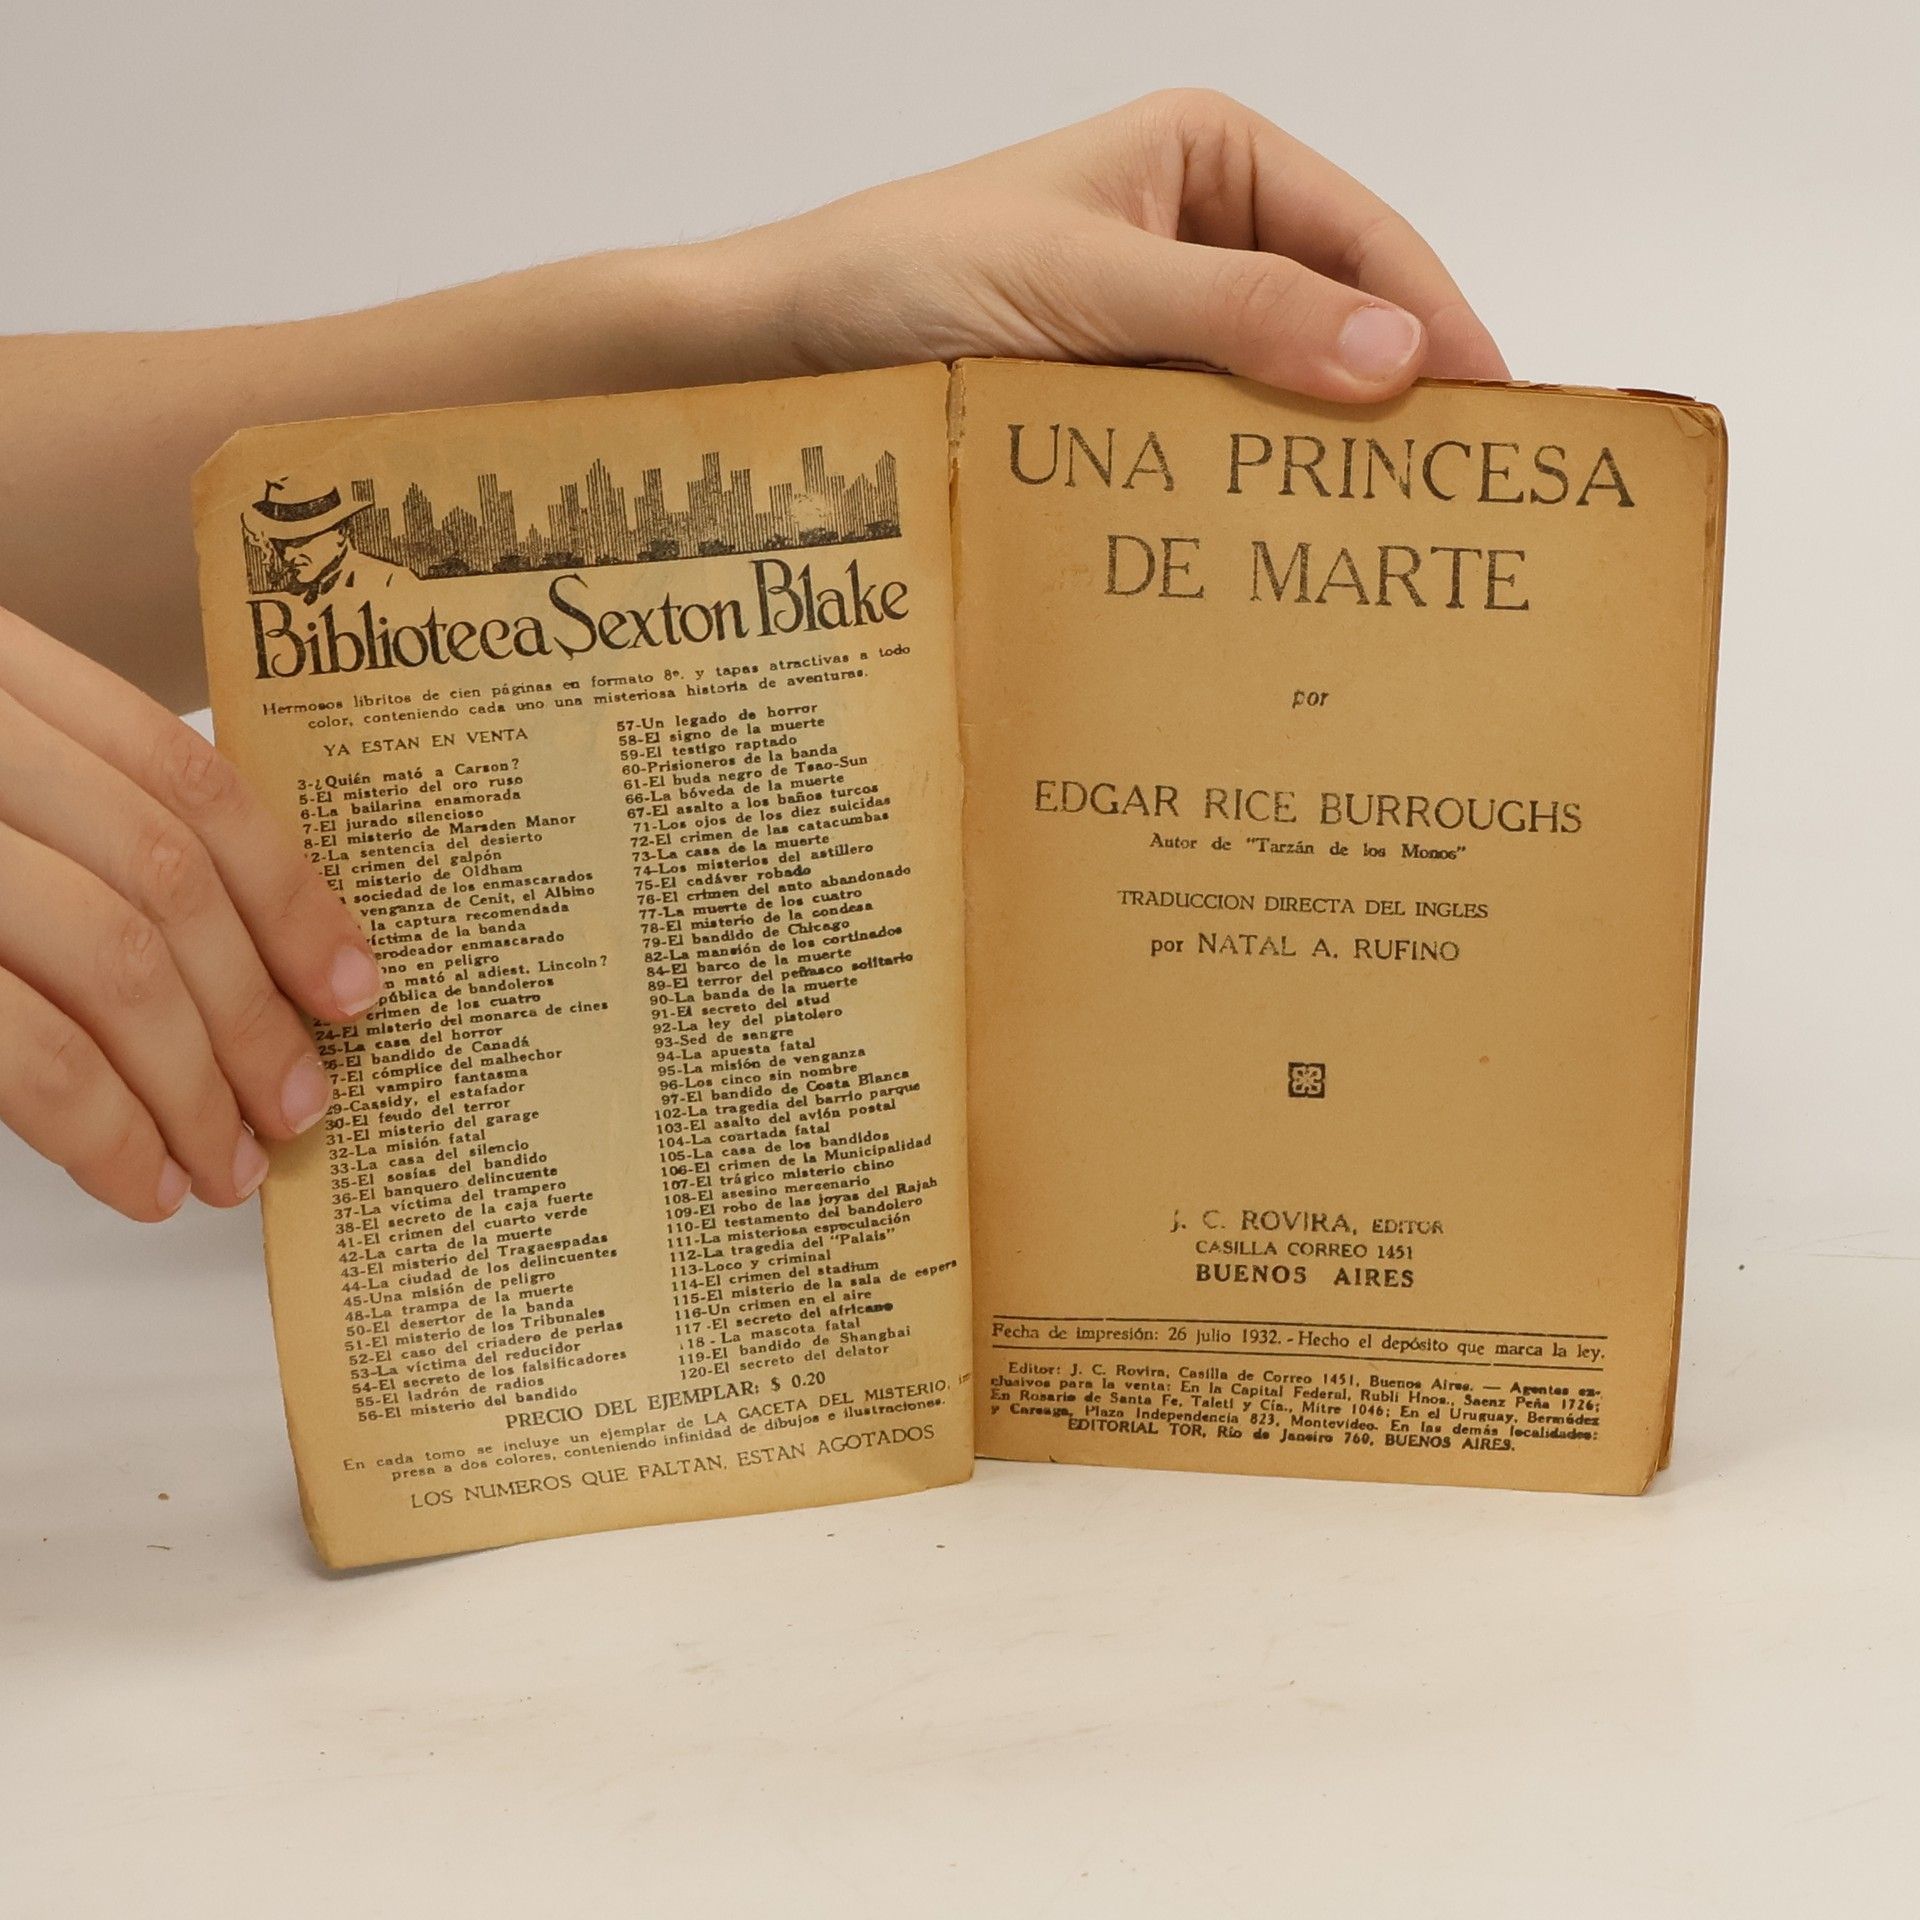 Biblioteca Sexton Blake
Hermosos libritos de cien páginas en formato 8º. y tapas atractivas a todo
color, conteniendo cada uno una misteriosa historia de aventuras.
YA ESTAN EN VENTA
3-¿Quién mató a Carson?
5-El misterio del oro ruso
6-La bailarina enamorada
7-El jurado silencioso
8-El misterio de Marsden Manor
2-La sentencia del desierto
-El crimen del galpón
El misterio de Oldham
sociedad de los enmascarados
venganza de Cenit, el Albino
la captura recomendada
víctima de la banda
erodeador enmascarado
ono en peligro
n mató al adiest. Lincoln?
pública de bandoleros
crimen de los cuatro
24-El misterio del monarca de cines
25-La casa del horror
26-El bandido de Canadá
7-El cómplice del malhechor
8-El vampiro fantasma
29-Cassidy, el estafador
30-El feudo del terror
31-El misterio del garage
32-La misión fatal
33-La casa del silencio
35-El sosías del bandido
36-El banquero delincuente
37-La víctima del trampero
38-El secreto de la caja fuerte
41-El crimen del cuarto verde
42-La carta de la muerte
43-El misterio del Tragaespadas
44-La ciudad de los delincuentes
45-Una misión de peligro
48-La trampa de la muerte
50-El desertor de la banda
51-El misterio de los Tribunales
52-El caso del criadero de perlas
53-La víctima del reducidor
54-El secreto de los falsificadores
55-El ladrón de radios
56-El misterio del bandido
57-Un legado de horror
58-El signo de la muerte
59-El testigo raptado
60-Prisioneros de la banda
61-El buda negro de Tsao-Sun
66-La bóveda de la muerte
67-El asalto a los baños turcos
71-Los ojos de los diez suicidas
72-El crimen de las catacumbas
73-La casa de la muerte
74-Los misterios del astillero
75-El cadáver robado
76-El crimen del auto abandonado
77-La muerte de los cuatro
78-El misterio de la condesa
79-El bandido de Chicago
82-La mansión de los cortinados
84-El barco de la muerte
89-El terror del peñasco solitario
90-La banda de la muerte
91-El secreto del stud
92-La ley del pistolero
93-Sed de sangre
94-La apuesta fatal
95-La misión de venganza
96-Los cinco sin nombre
97-El bandido de Costa Blanca
102-La tragedia del barrio parque
103-El asalto del avión postal
104-La coartada fatal
105-La casa de los bandidos
106-El crimen de la Municipalidad
107-El trágico misterio chino
108-El asesino mercenario
109-El robo de las joyas del Rajah
110-El testamento del bandolero
111-La misteriosa especulación
112-La tragedia del "Palais"
113-Loco y criminal
114-El crimen del stadium
115-El misterio de la sala de espera
116-Un crimen en el aire
117-El secreto del africano
118-La mascota fatal
119-El bandido de Shanghai
120-El secreto del delator
PRECIO DEL EJEMPLAR: $ 0.20
En cada tomo se incluye un ejemplar de LA GACETA DEL MISTERIO, im-
presa a dos colores, conteniendo infinidad de dibujos e ilustraciones.
LOS NUMEROS QUE FALTAN, ESTAN AGOTADOS
UNA PRINCESA
DE MARTE
por
EDGAR RICE BURROUGHS
Autor de "Tarzán de los Monos"
TRADUCCION DIRECTA DEL INGLES
por NATAL A. RUFINO
J. C. ROVIRA, EDITOR
CASILLA CORREO 1451
BUENOS AIRES
Fecha de impresión: 26 julio 1932. - Hecho el depósito que marca la ley.
Editor: J. C. Rovira, Casilla de Correo 1451, Buenos Aires. — Agentes ex-
clusivos para la venta: En la Capital Federal, Rubli Hnos., Saenz Peña 1726;
En Rosario de Santa Fe, Taletl y Cía., Mitre 1046; En el Uruguay, Bermúdez
y Careaga, Plaza Independencia 823, Montevideo. En las demás localidades:
EDITORIAL TOR, Río de Janeiro 760, BUENOS AIRES.